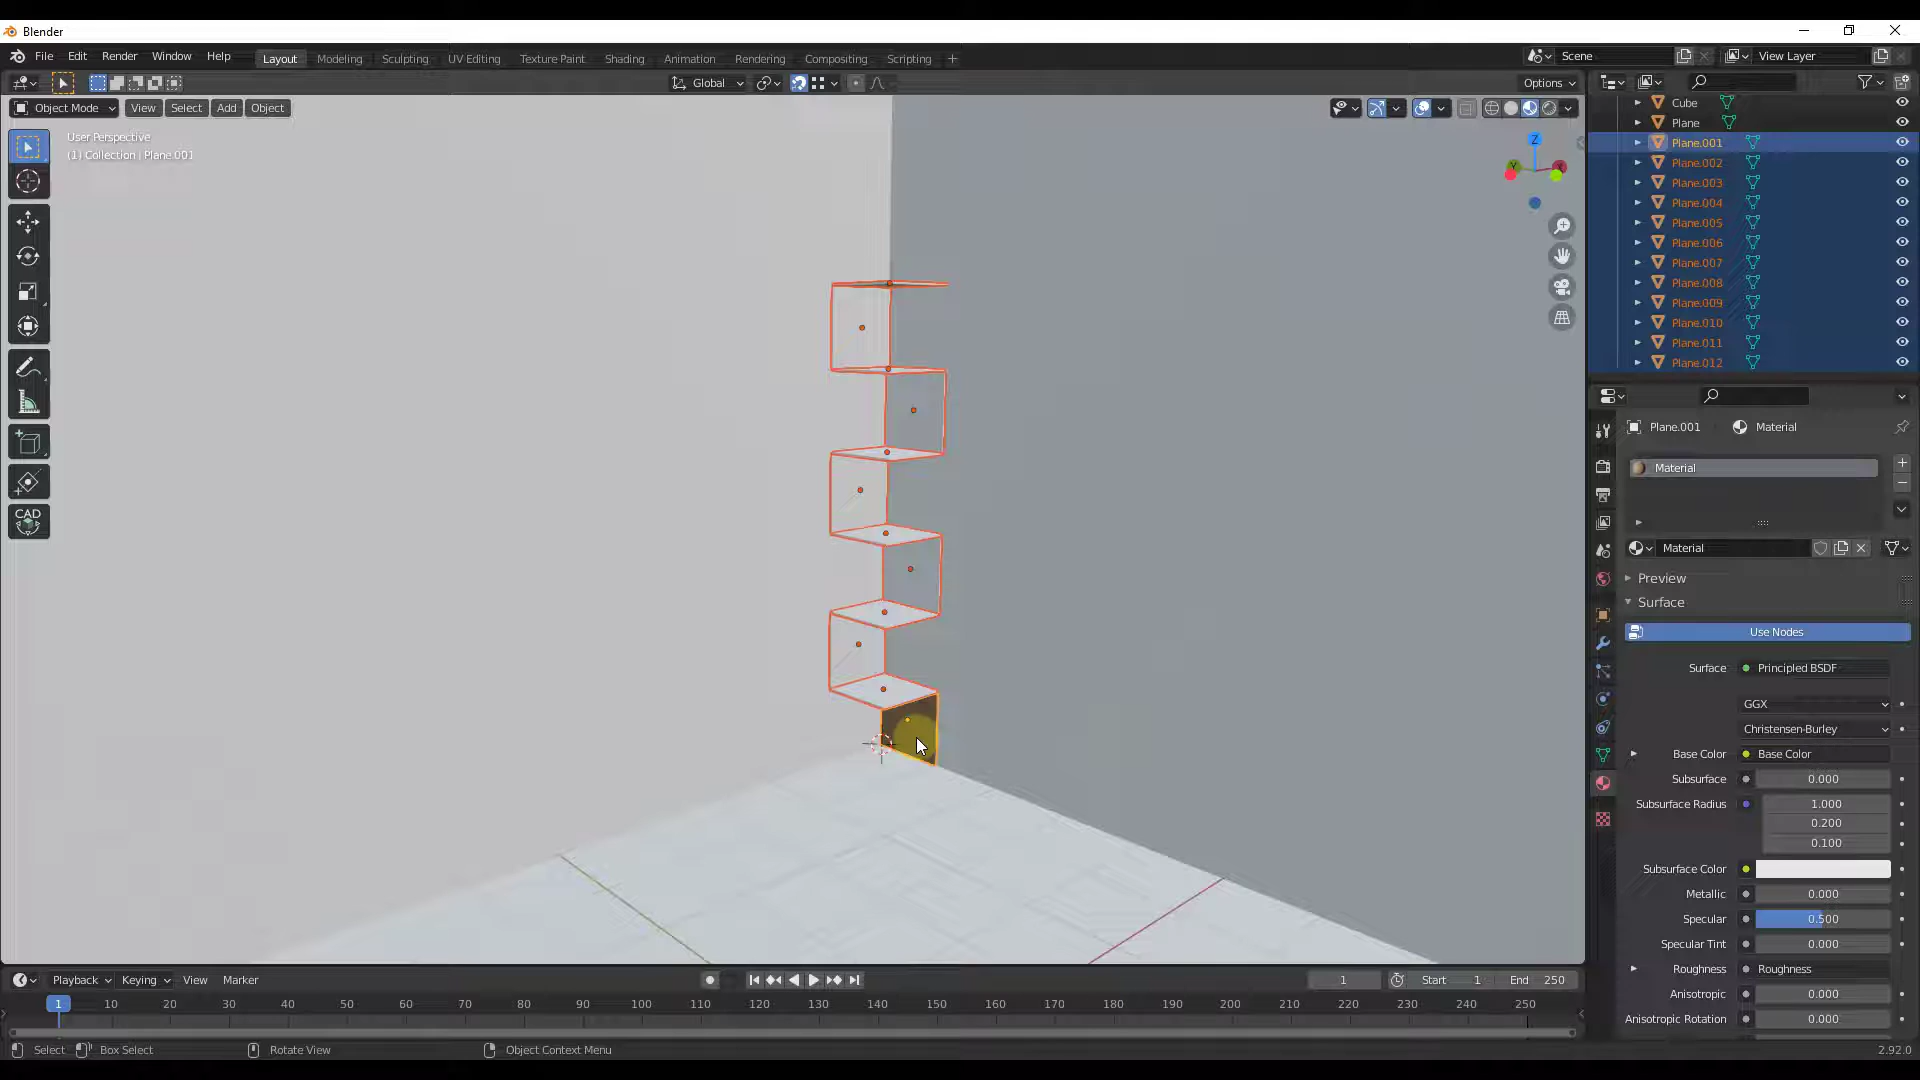 Blender
File Edit Render Window Help Layout Modeling Sculpting UV Editing Texture Paint Shading Animation Rendering Compositing Scripting + Scene View Layer
Global Options
Object Mode View Select Add Object
User Perspective
(1) Collection | Plane.001
Z
CAD
Cube
Plane
Plane.001
Plane.002
Plane.003
Plane.004
Plane.005
Plane.006
Plane.007
Plane.008
Plane.009
Plane.010
Plane.011
Plane.012
Plane.001 Material
Material
Material
Preview
Surface
Use Nodes
Surface Principled BSDF
GGX
Christensen-Burley
Base Color Base Color
Subsurface 0.000
Subsurface Radius 1.000
0.200
0.100
Subsurface Color
Metallic 0.000
Specular 0.500
Specular Tint 0.000
Roughness Roughness
Anisotropic 0.000
Anisotropic Rotation 0.000
Playback Keying View Marker 1 Start 1 End 250
1 10 20 30 40 50 60 70 80 90 100 110 120 130 140 150 160 170 180 190 200 210 220 230 240 250
Select Box Select Rotate View Object Context Menu 2.92.0